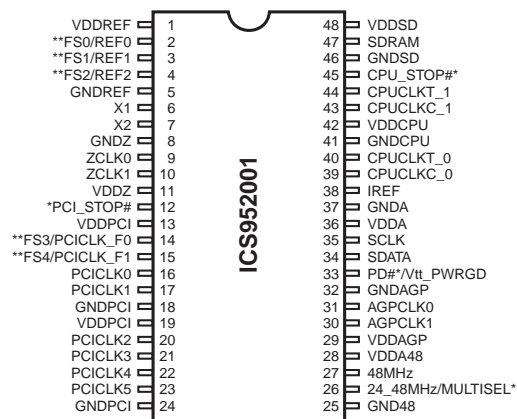 VDDREF 1 48 VDDSD
**FS0/REF0 2 47 SDRAM
**FS1/REF1 3 46 GNDSD
**FS2/REF2 4 45 CPU_STOP#*
GNDREF 5 44 CPUCLKT_1
X1 6 43 CPUCLKC_1
X2 7 42 VDDCPU
GNDZ 8 41 GNDCPU
ZCLK0 9 40 CPUCLKT_0
ZCLK1 10 39 CPUCLKC_0
VDDZ 11 38 IREF
*PCI_STOP# 12 37 GNDA
VDDPCI 13 36 VDDA
**FS3/PCICLK_F0 14 35 SCLK
**FS4/PCICLK_F1 15 34 SDATA
PCICLK0 16 33 PD#*/Vtt_PWRGD
PCICLK1 17 32 GNDAGP
GNDPCI 18 31 AGPCLK0
VDDPCI 19 30 AGPCLK1
PCICLK2 20 29 VDDAGP
PCICLK3 21 28 VDDA48
PCICLK4 22 27 48MHz
PCICLK5 23 26 24_48MHz/MULTISEL*
GNDPCI 24 25 GND48
ICS952001